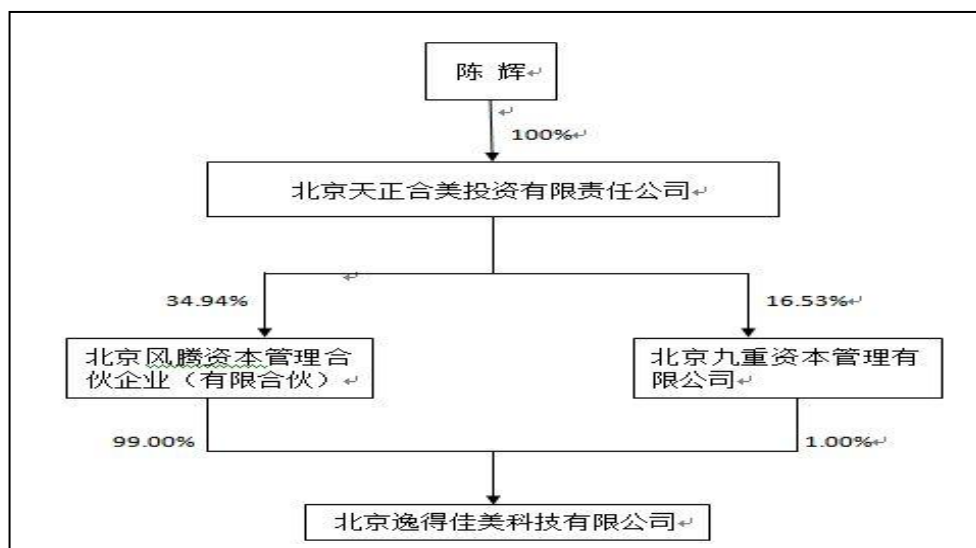 陈 辉
100%
北京天正合美投资有限责任公司
34.94%
16.53%
北京风腾资本管理合
伙企业（有限合伙）
北京九重资本管理有
限公司
99.00%
1.00%
北京逸得佳美科技有限公司